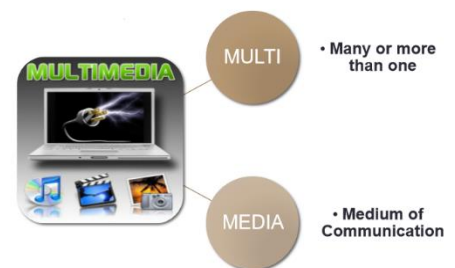 MULTIMEDIA
MULTI
• Many or more
than one
MEDIA
• Medium of
Communication